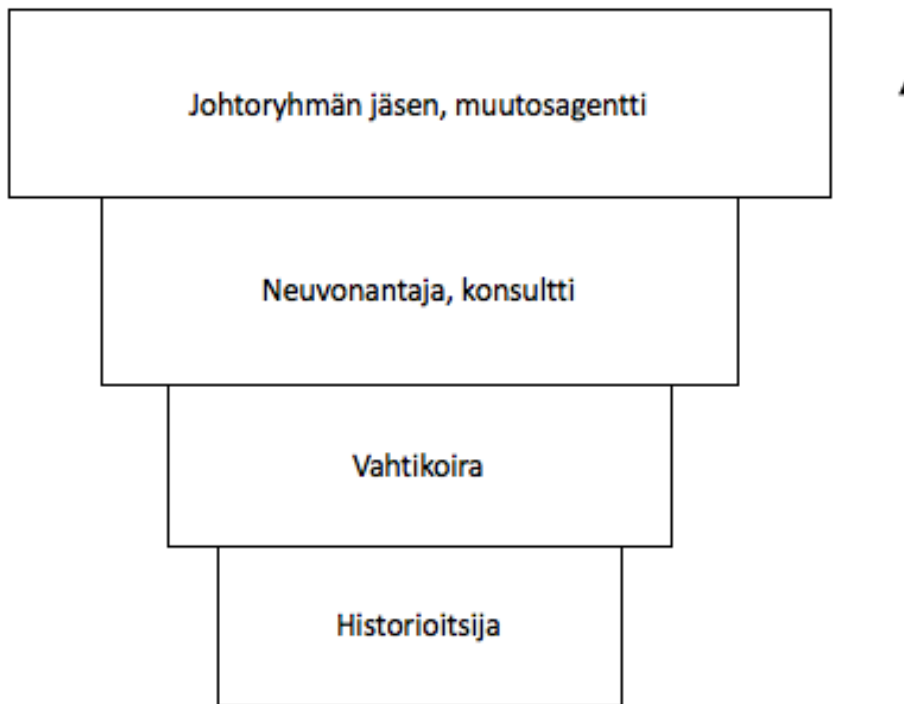 Johtoryhmän jäsen, muutosagentti
Neuvonantaja, konsultti
Vahtikoira
Historioitsija